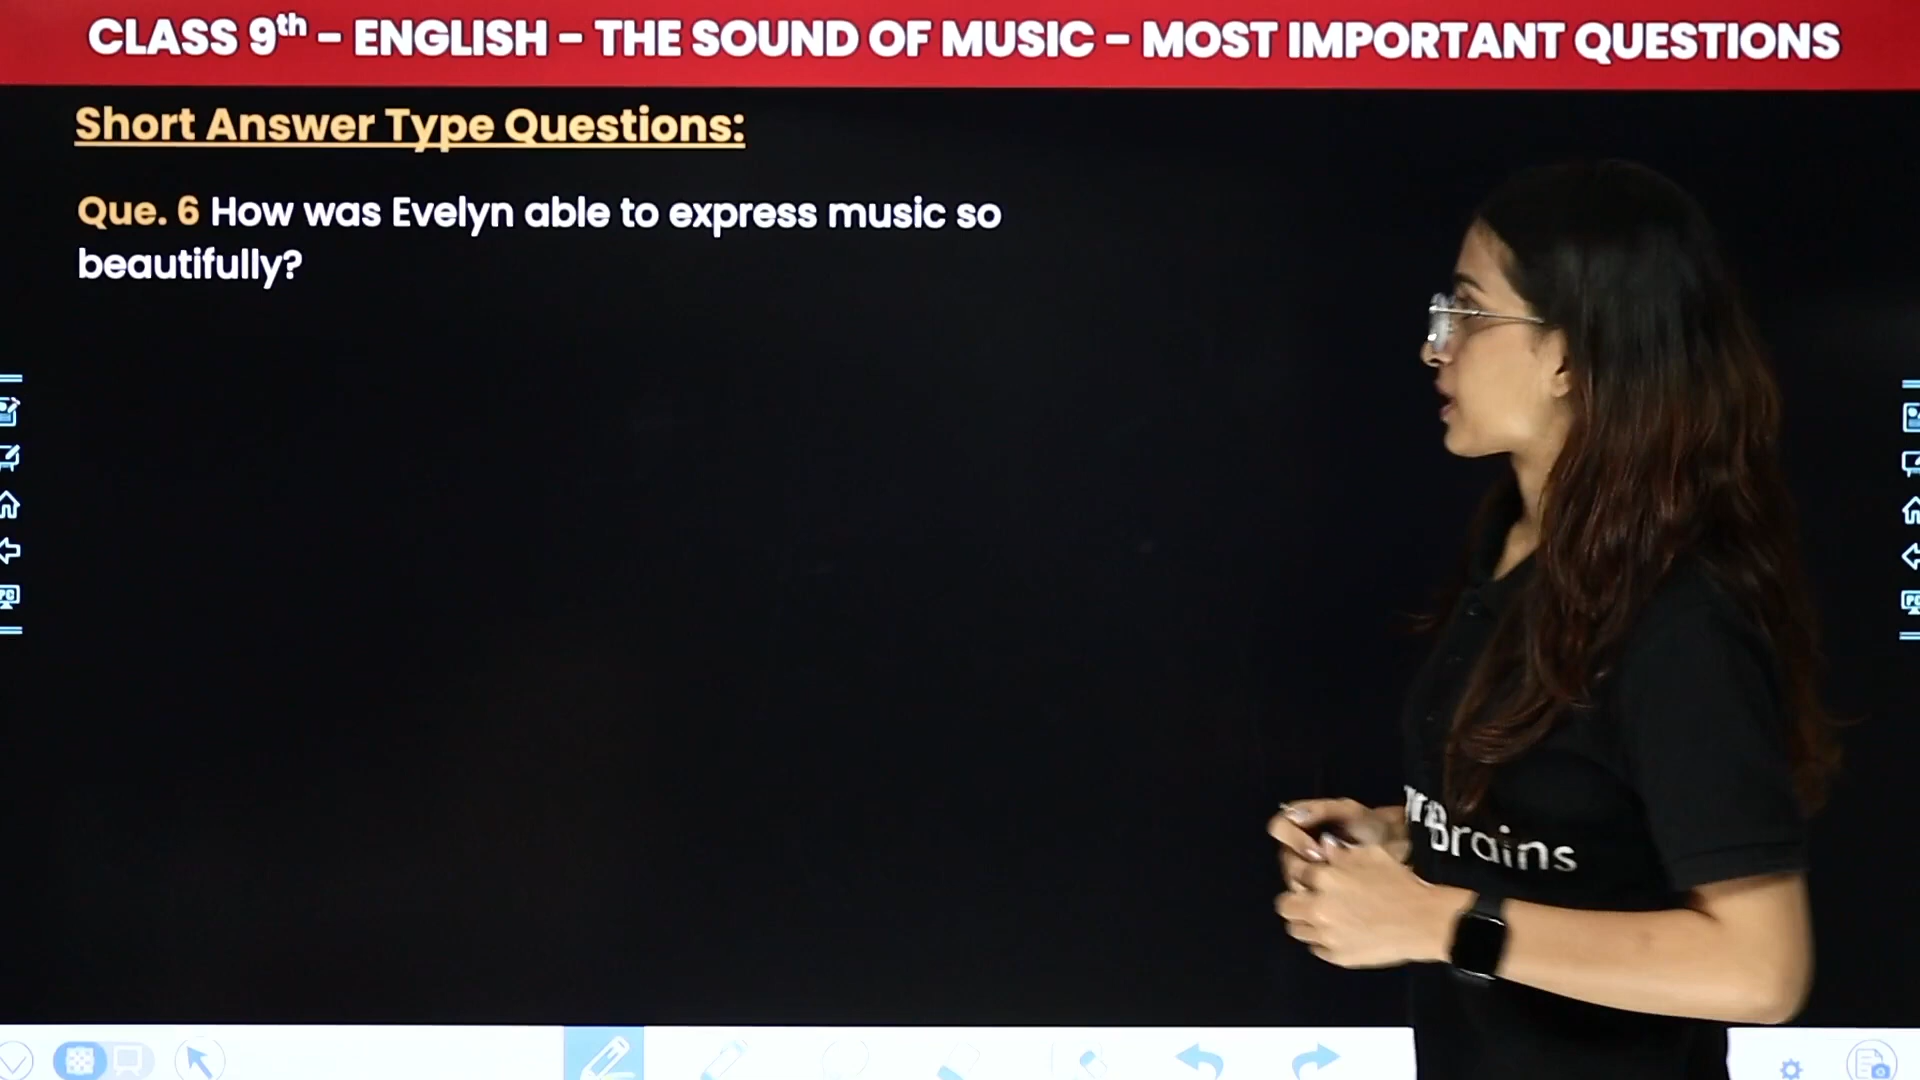 CLASS 9th – ENGLISH – THE SOUND OF MUSIC – MOST IMPORTANT QUESTIONS
Short Answer Type Questions:
Que. 6 How was Evelyn able to express music so
beautifully?
Brains